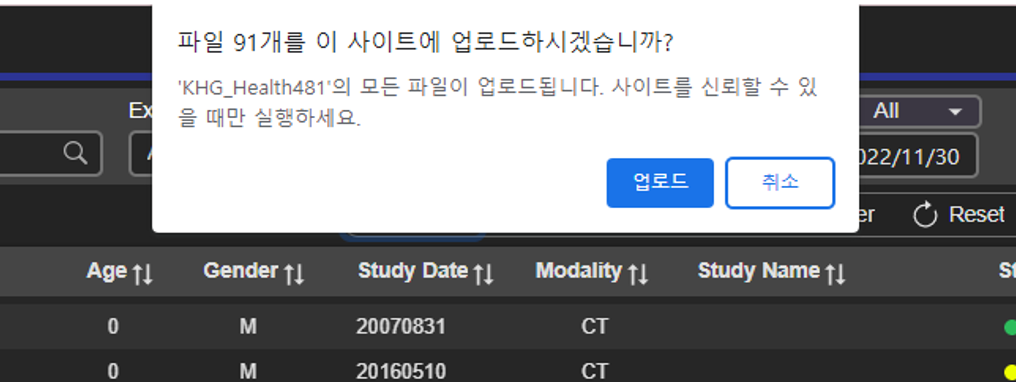 파일 91개를 이 사이트에 업로드하시겠습니까?
'KHG_Health481'의 모든 파일이 업로드됩니다. 사이트를 신뢰할 수 있
을 때만 실행하세요.
업로드 취소
Ex
All
022/11/30
er Reset
Age Gender Study Date Modality Study Name St
0 M 20070831 CT
0 M 20160510 CT